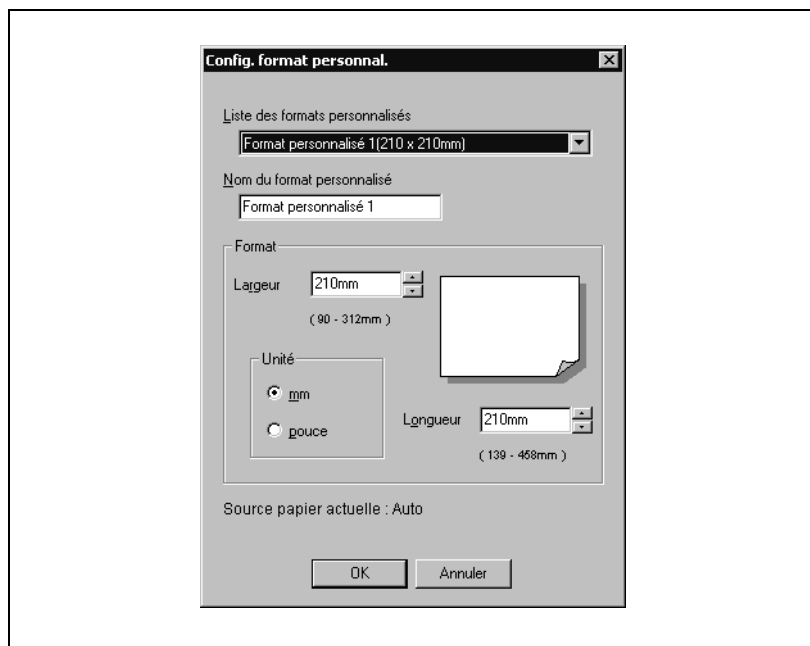 Config. format personnal.
Liste des formats personnalisés
Format personnalisé 1(210 x 210mm)
Nom du format personnalisé
Format personnalisé 1
Format
Largeur
210mm
( 90 - 312mm )
Unité
mm
pouce
Longueur
210mm
( 139 - 458mm )
Source papier actuelle : Auto
OK
Annuler